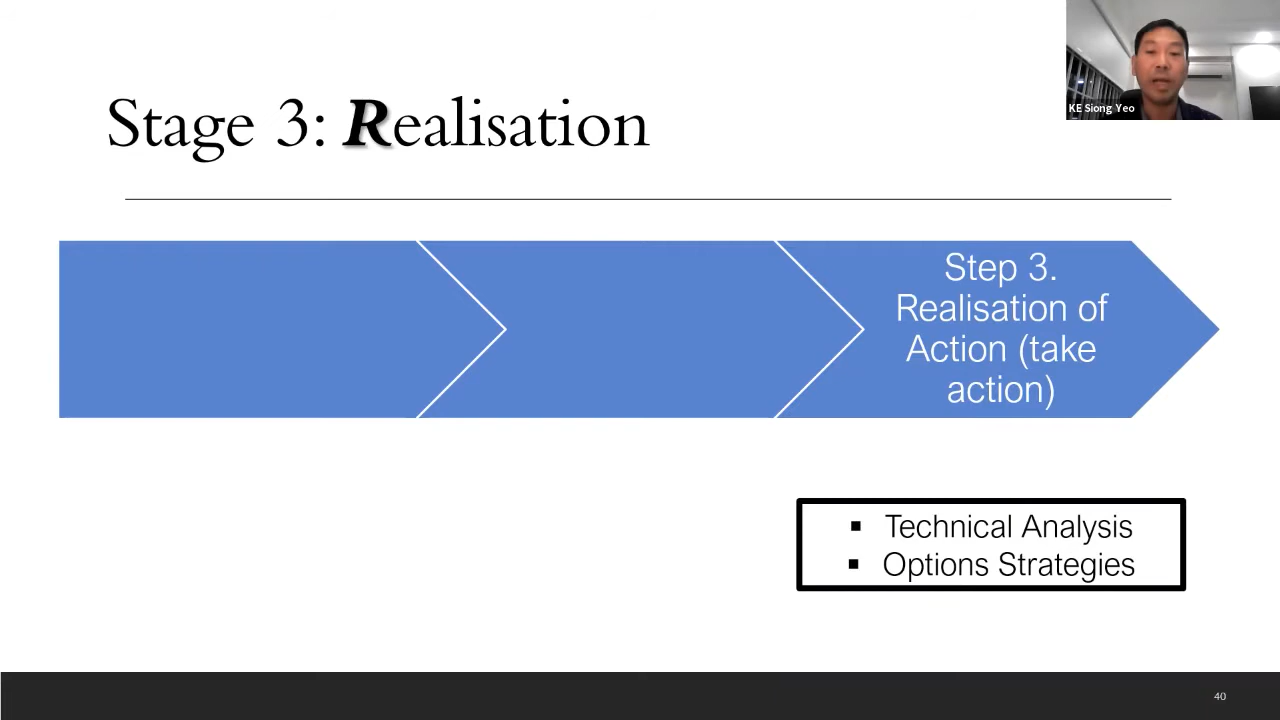 KE Siong Yeo
Stage 3: Realisation
Step 3.
Realisation of
Action (take
action)
▪ Technical Analysis
▪ Options Strategies
40